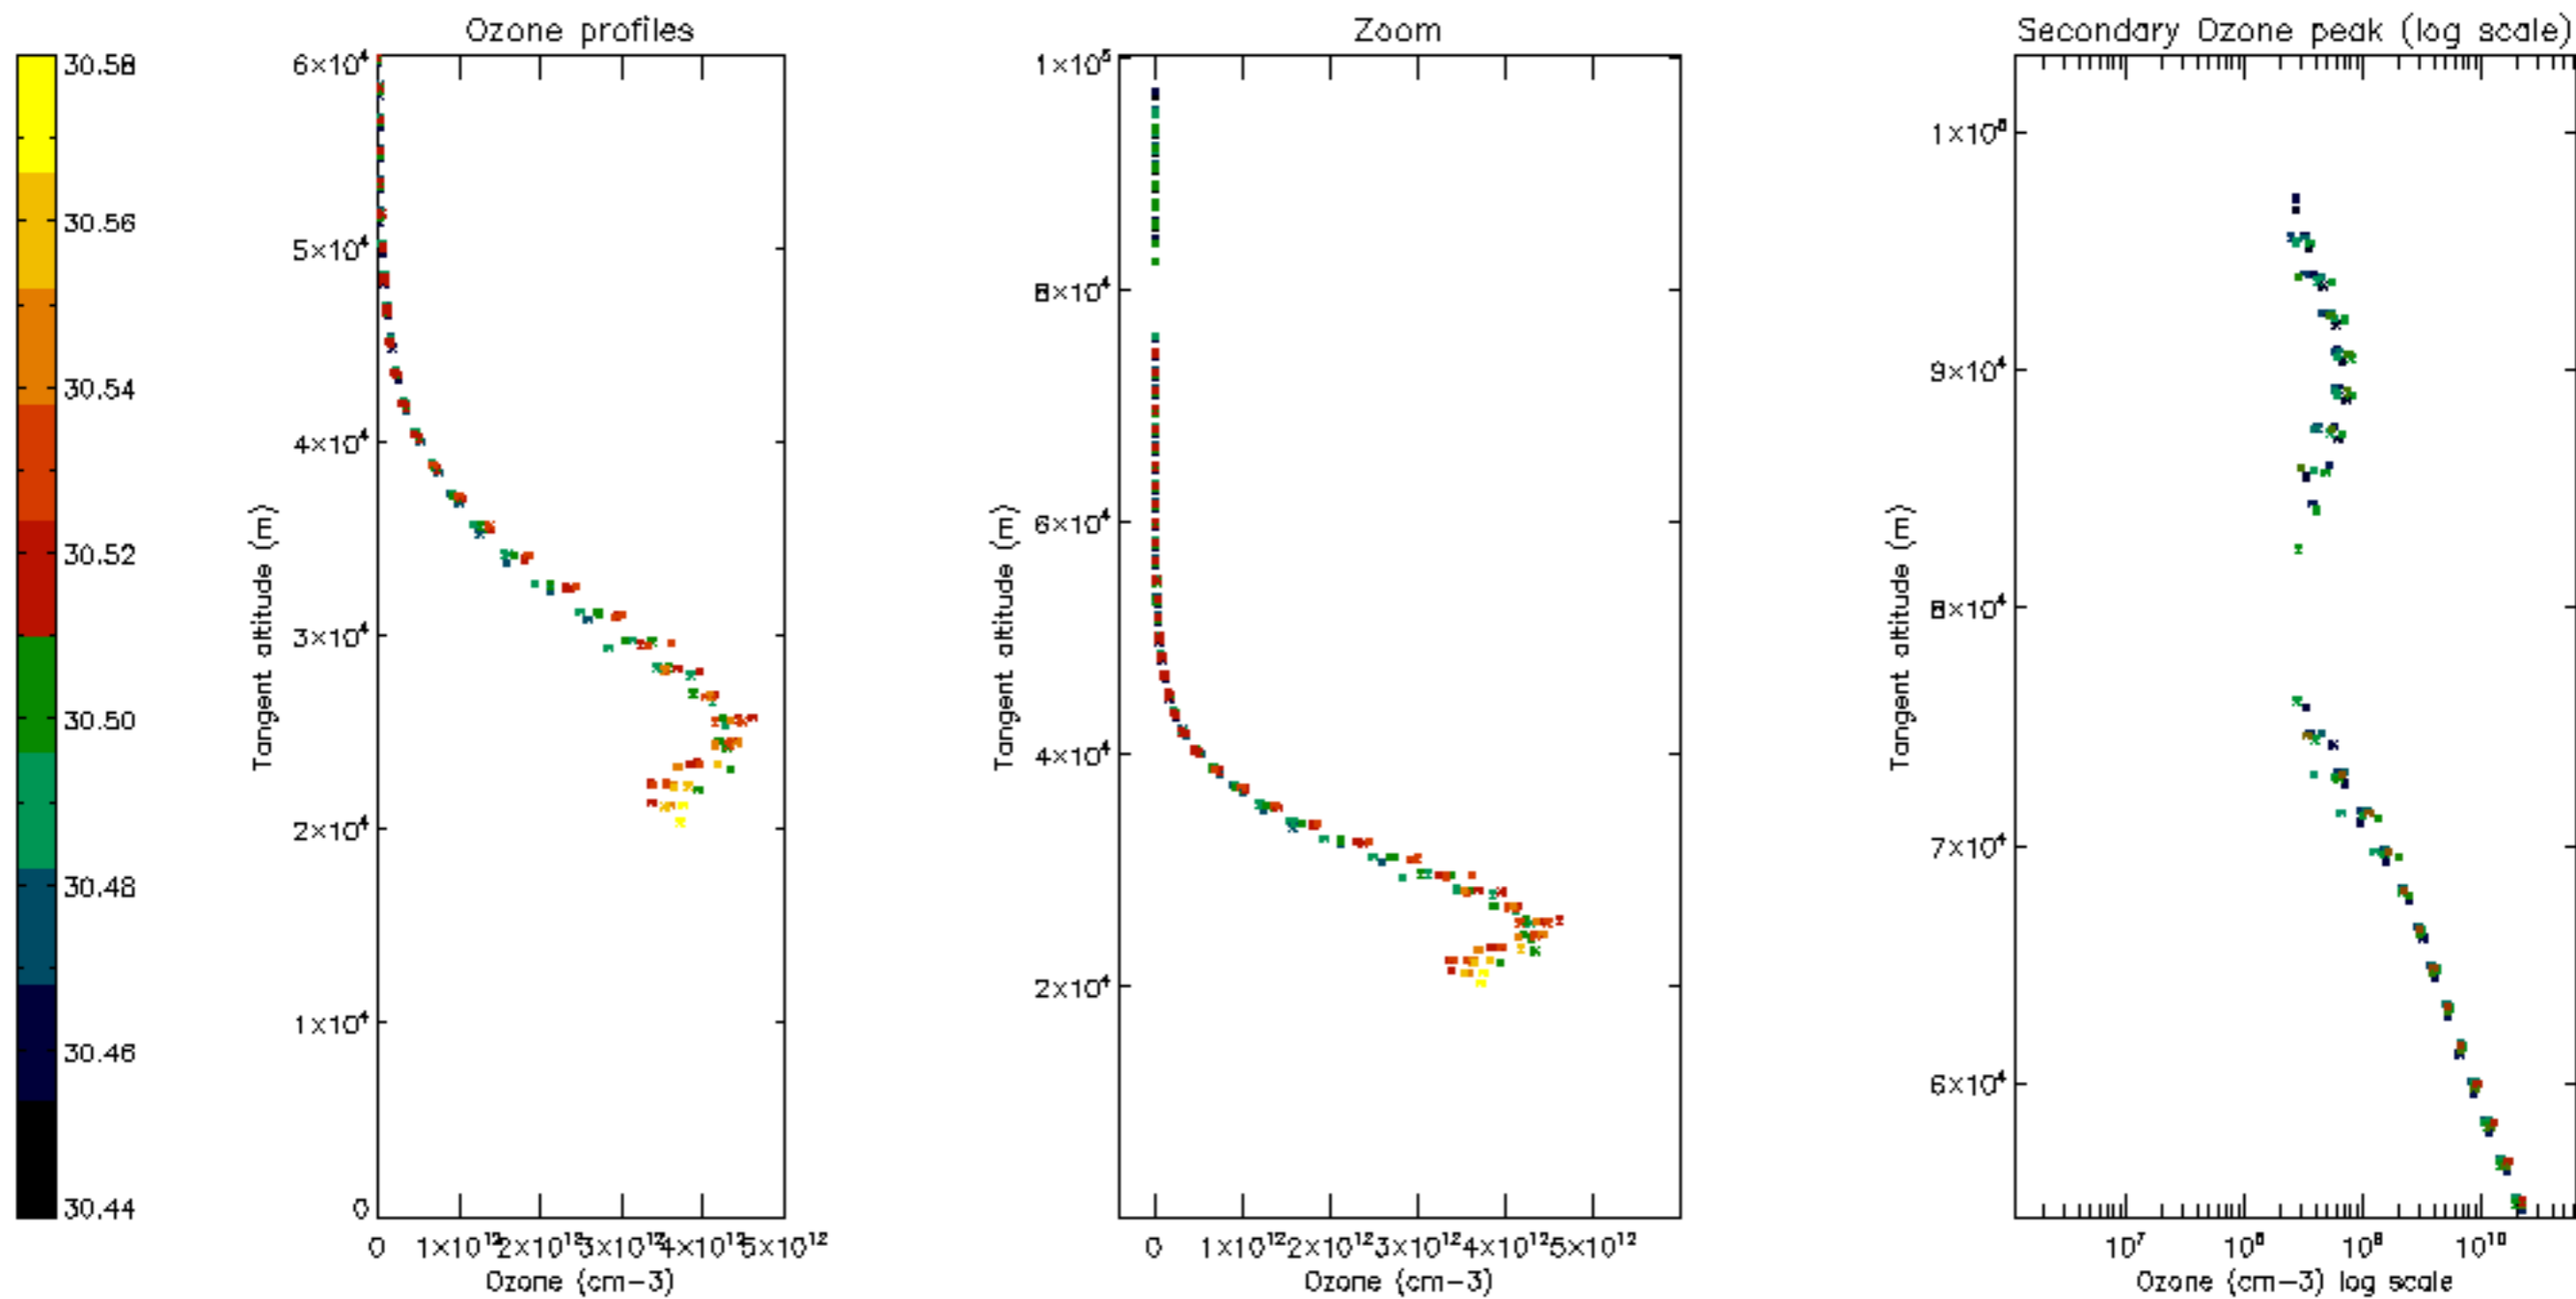 Ozone profiles
Zoom
Secondary Ozone peak (log scale)
30.58
30.56
30.54
30.52
30.50
30.48
30.46
30.44
6×10⁴
5×10⁴
4×10⁴
3×10⁴
2×10⁴
1×10⁴
0
Tangent altitude (m)
0 1×10¹² 2×10¹² 3×10¹² 4×10¹² 5×10¹²
Ozone (cm-3)
1×10⁵
8×10⁴
6×10⁴
4×10⁴
2×10⁴
Tangent altitude (m)
0 1×10¹² 2×10¹² 3×10¹² 4×10¹² 5×10¹²
Ozone (cm-3)
1×10⁵
9×10⁴
8×10⁴
7×10⁴
6×10⁴
Tangent altitude (m)
10⁷ 10⁸ 10⁹ 10¹⁰
Ozone (cm-3) log scale